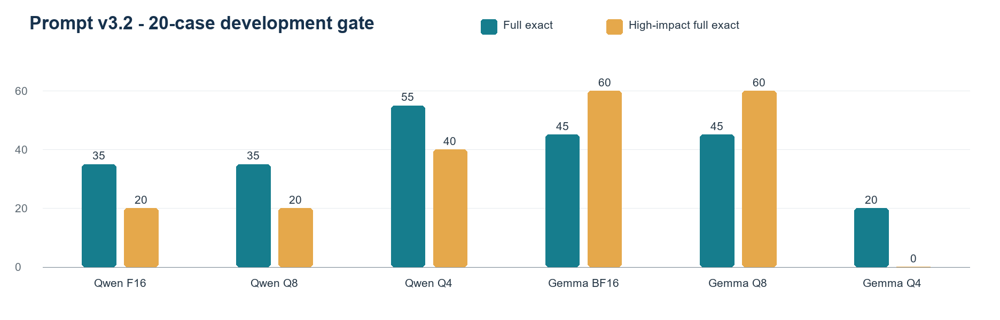 Prompt v3.2 - 20-case development gate
Full exact
High-impact full exact
60
40
20
0
35
20
35
20
55
40
45
60
45
60
20
0
Qwen F16
Qwen Q8
Qwen Q4
Gemma BF16
Gemma Q8
Gemma Q4